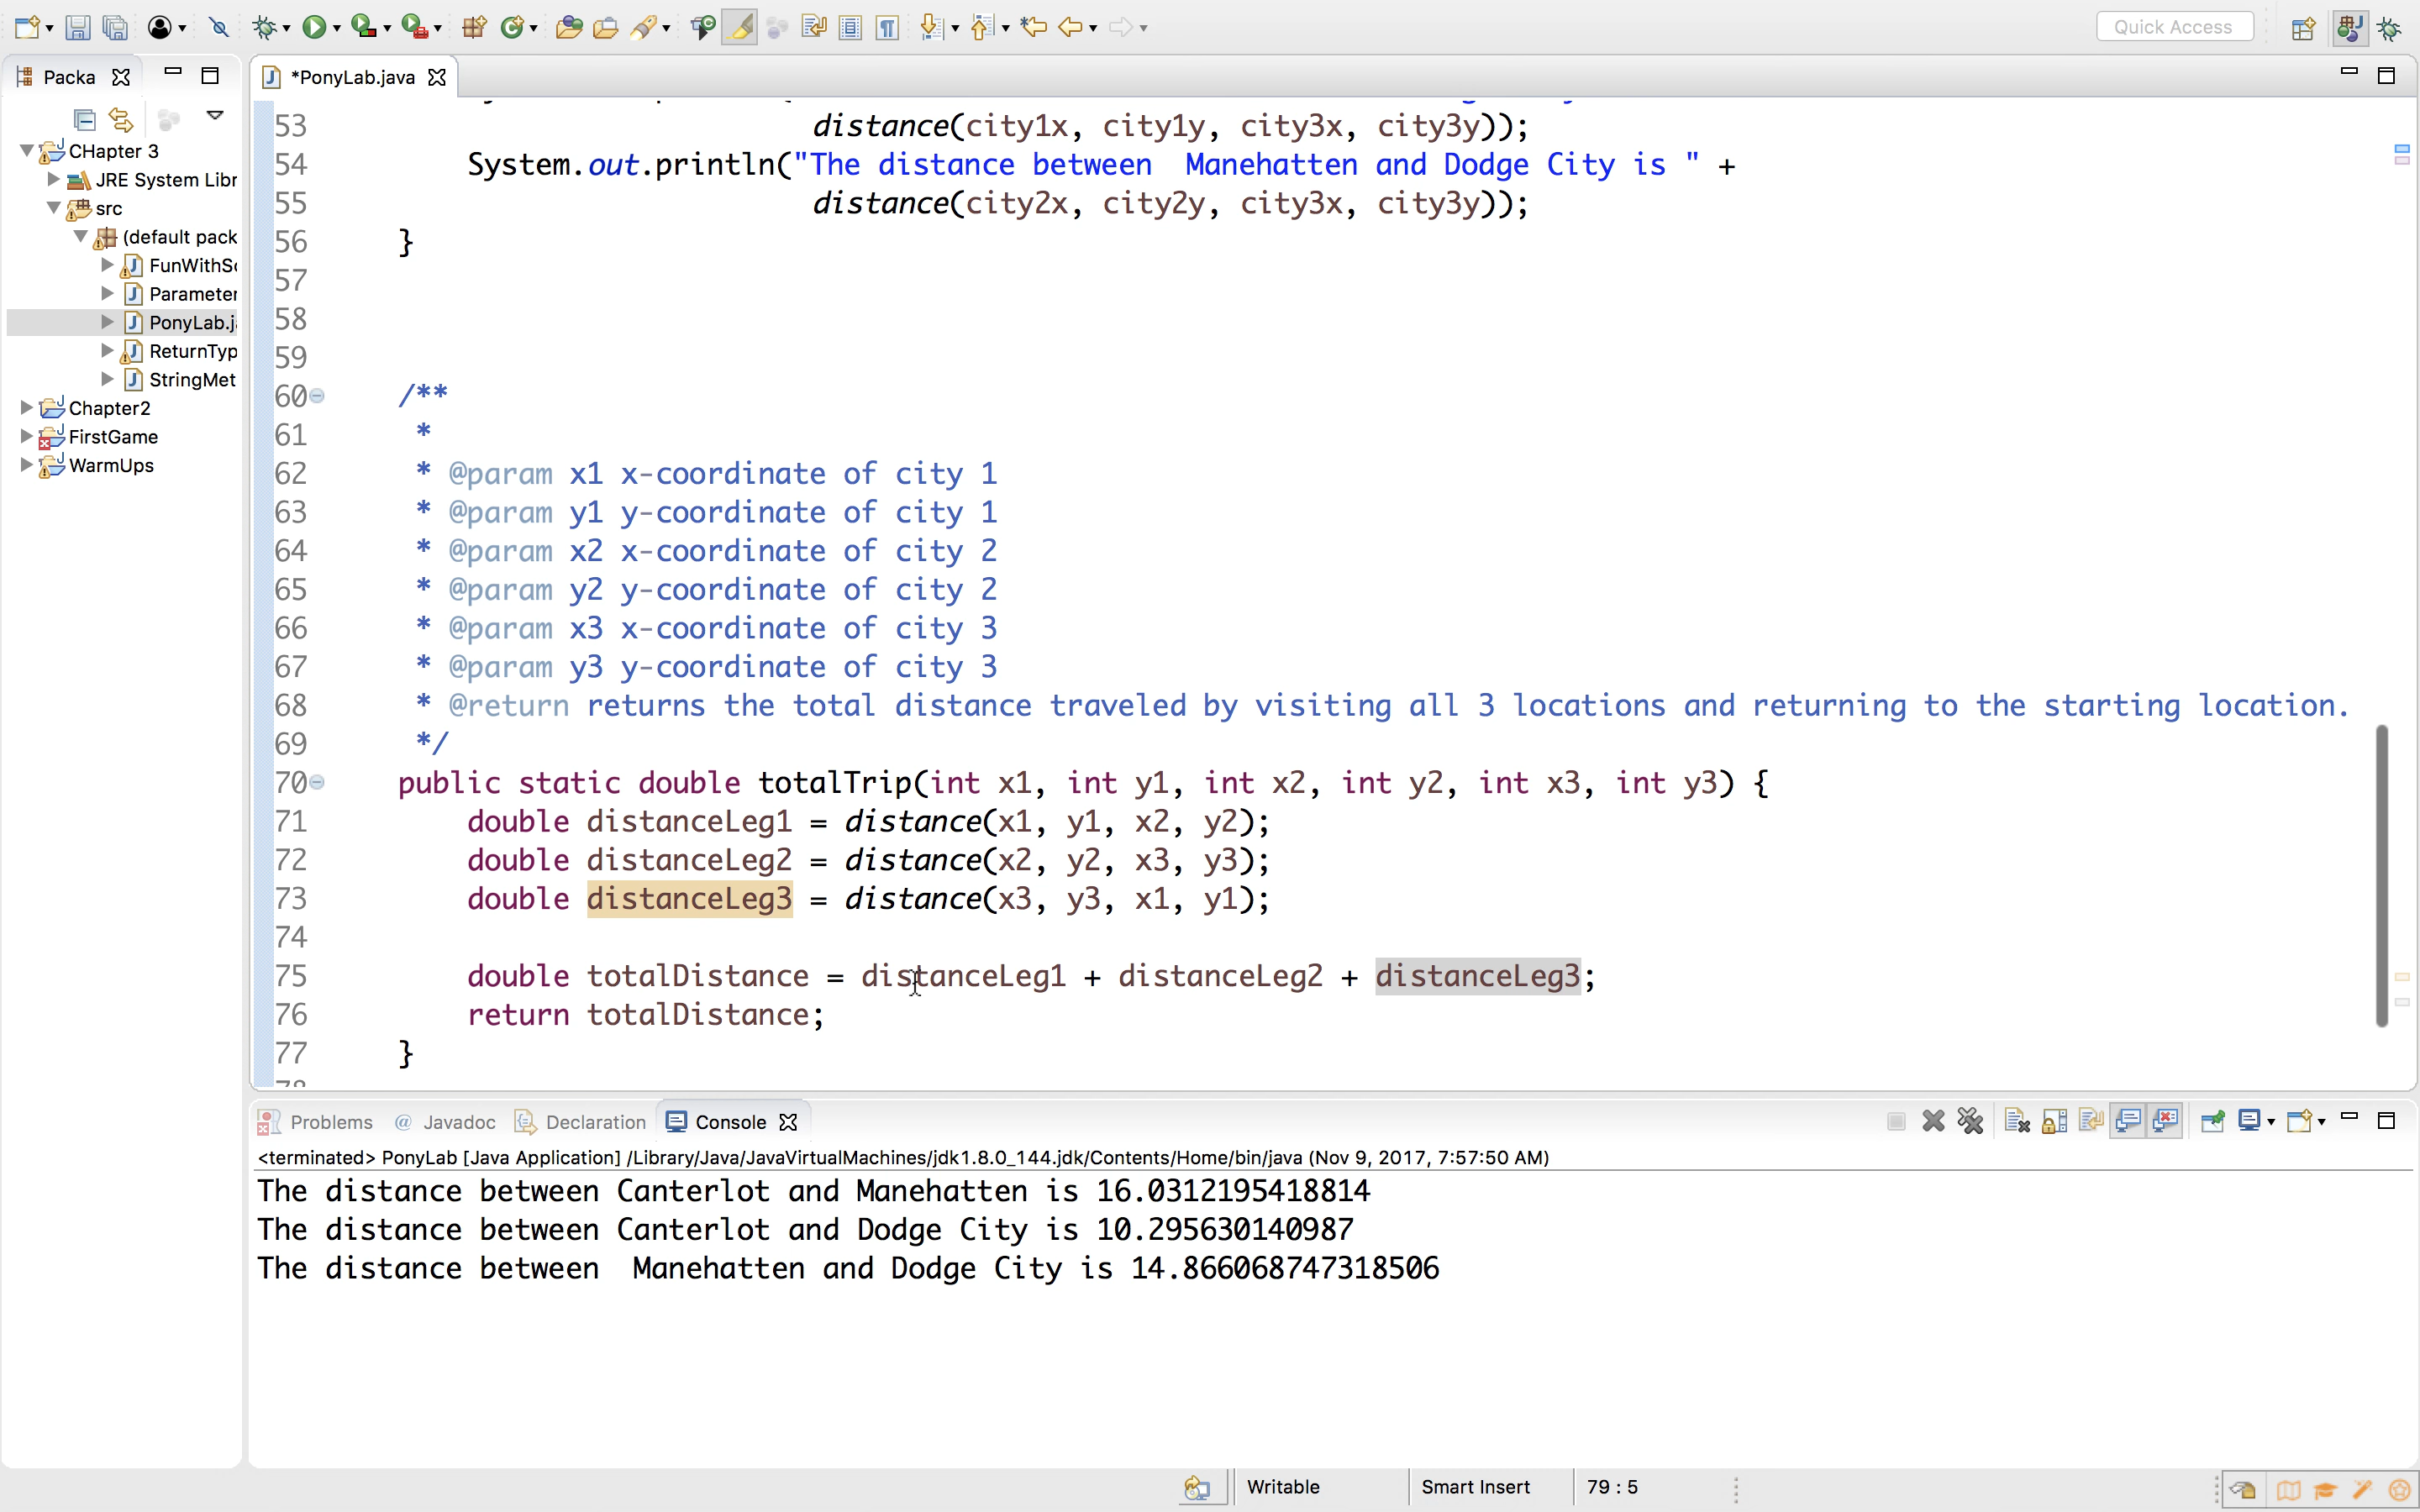 Quick Access
Packa
*PonyLab.java
CHapter 3
JRE System Libr
src
(default pack
FunWithSc
Parameter
PonyLab.ja
ReturnTyp
StringMet
Chapter2
FirstGame
WarmUps
53 distance(city1x, city1y, city3x, city3y));
54 System.out.println("The distance between  Manehatten and Dodge City is " +
55 distance(city2x, city2y, city3x, city3y));
56 }
57
58
59
60 /**
61 *
62 * @param x1 x-coordinate of city 1
63 * @param y1 y-coordinate of city 1
64 * @param x2 x-coordinate of city 2
65 * @param y2 y-coordinate of city 2
66 * @param x3 x-coordinate of city 3
67 * @param y3 y-coordinate of city 3
68 * @return returns the total distance traveled by visiting all 3 locations and returning to the starting location.
69 */
70 public static double totalTrip(int x1, int y1, int x2, int y2, int x3, int y3) {
71 double distanceLeg1 = distance(x1, y1, x2, y2);
72 double distanceLeg2 = distance(x2, y2, x3, y3);
73 double distanceLeg3 = distance(x3, y3, x1, y1);
74
75 double totalDistance = distanceLeg1 + distanceLeg2 + distanceLeg3;
76 return totalDistance;
77 }
78
Problems @ Javadoc Declaration Console
<terminated> PonyLab [Java Application] /Library/Java/JavaVirtualMachines/jdk1.8.0_144.jdk/Contents/Home/bin/java (Nov 9, 2017, 7:57:50 AM)
The distance between Canterlot and Manehatten is 16.0312195418814
The distance between Canterlot and Dodge City is 10.295630140987
The distance between  Manehatten and Dodge City is 14.866068747318506
Writable Smart Insert 79 : 5